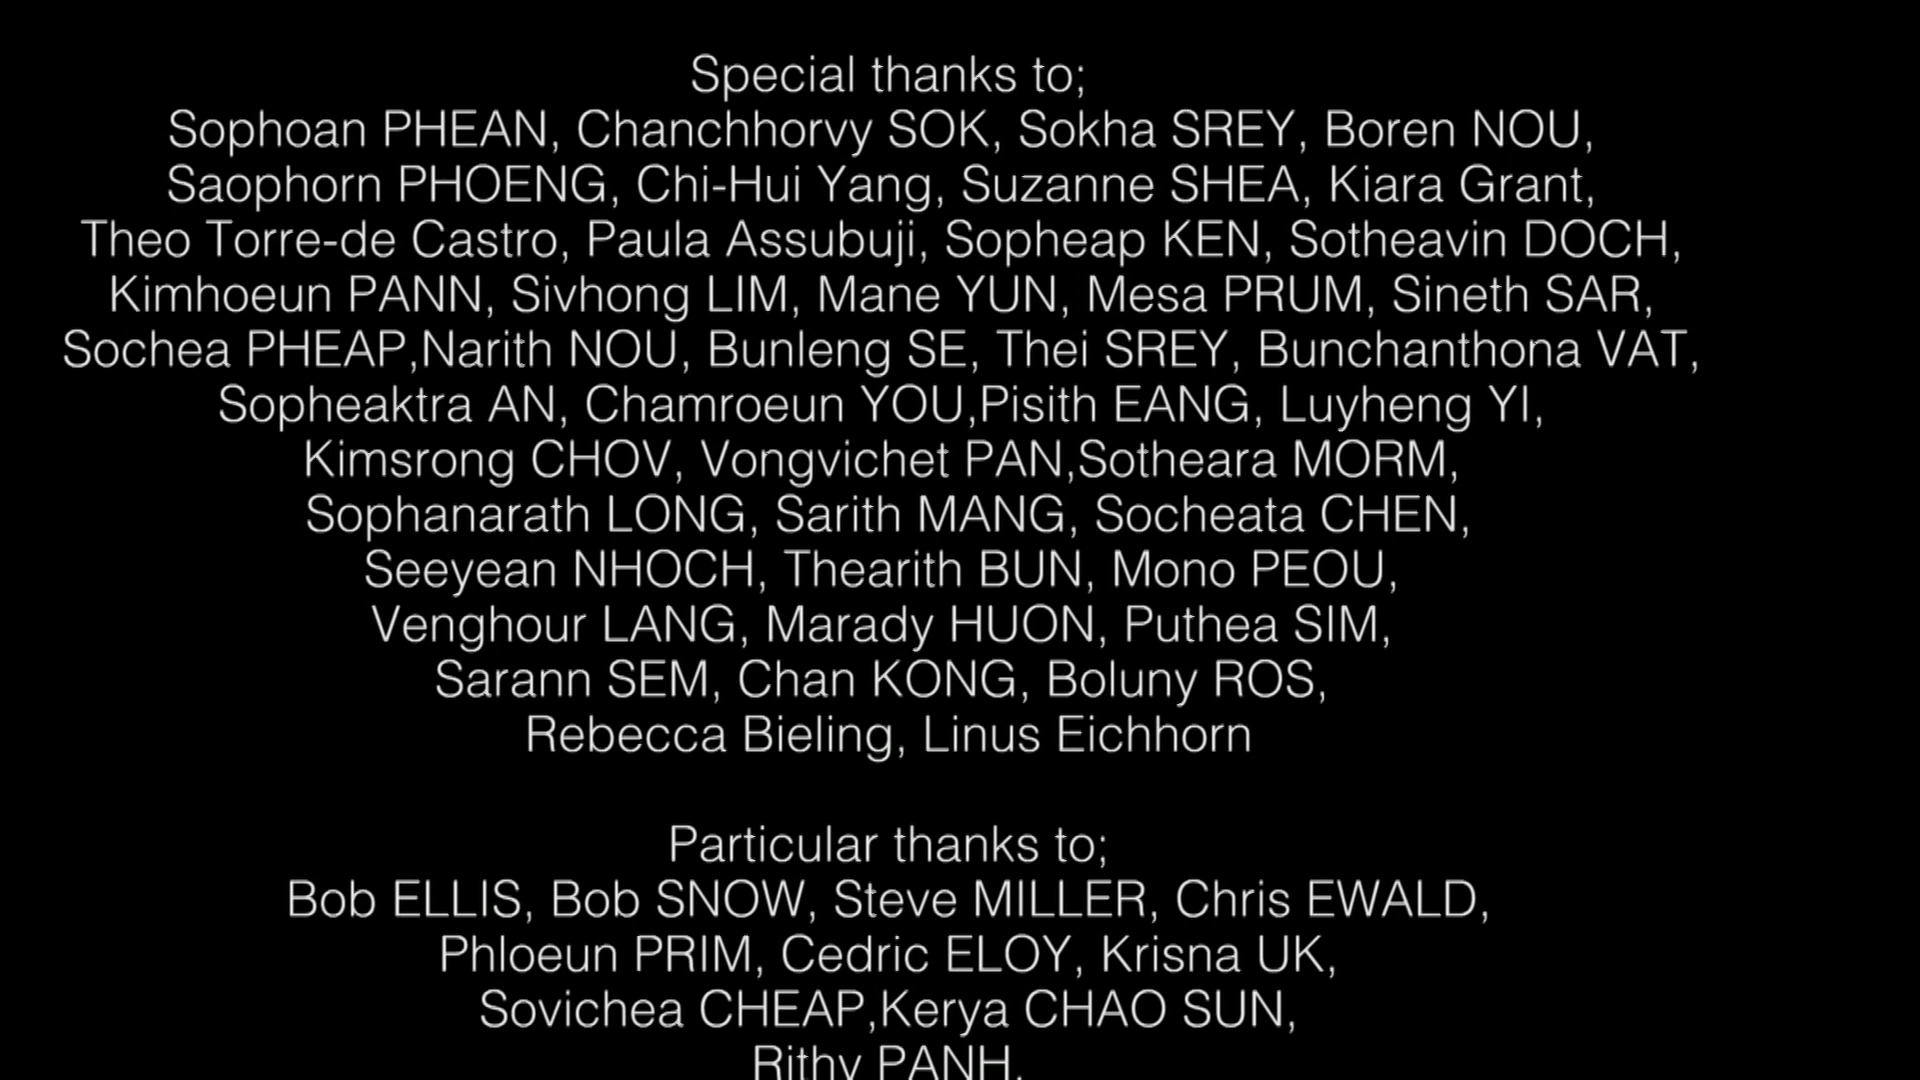 Special thanks to;
Sophoan PHEAN, Chanchhorvy SOK, Sokha SREY, Boren NOU,
Saophorn PHOENG, Chi-Hui Yang, Suzanne SHEA, Kiara Grant,
Theo Torre-de Castro, Paula Assubuji, Sopheap KEN, Sotheavin DOCH,
Kimhoeun PANN, Sivhong LIM, Mane YUN, Mesa PRUM, Sineth SAR,
Sochea PHEAP,Narith NOU, Bunleng SE, Thei SREY, Bunchanthona VAT,
Sopheaktra AN, Chamroeun YOU,Pisith EANG, Luyheng YI,
Kimsrong CHOV, Vongvichet PAN,Sotheara MORM,
Sophanarath LONG, Sarith MANG, Socheata CHEN,
Seeyean NHOCH, Thearith BUN, Mono PEOU,
Venghour LANG, Marady HUON, Puthea SIM,
Sarann SEM, Chan KONG, Boluny ROS,
Rebecca Bieling, Linus Eichhorn
Particular thanks to;
Bob ELLIS, Bob SNOW, Steve MILLER, Chris EWALD,
Phloeun PRIM, Cedric ELOY, Krisna UK,
Sovichea CHEAP,Kerya CHAO SUN,
Rithy PANH,